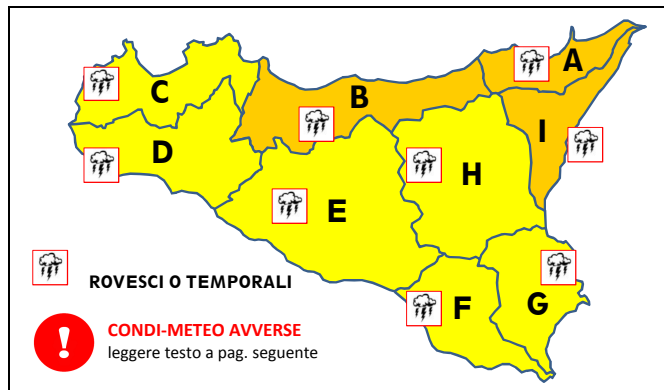 A
B
C
I
D
H
E
ROVESCI O TEMPORALI
F
G
!
CONDI-METEO AVVERSE
leggere testo a pag. seguente